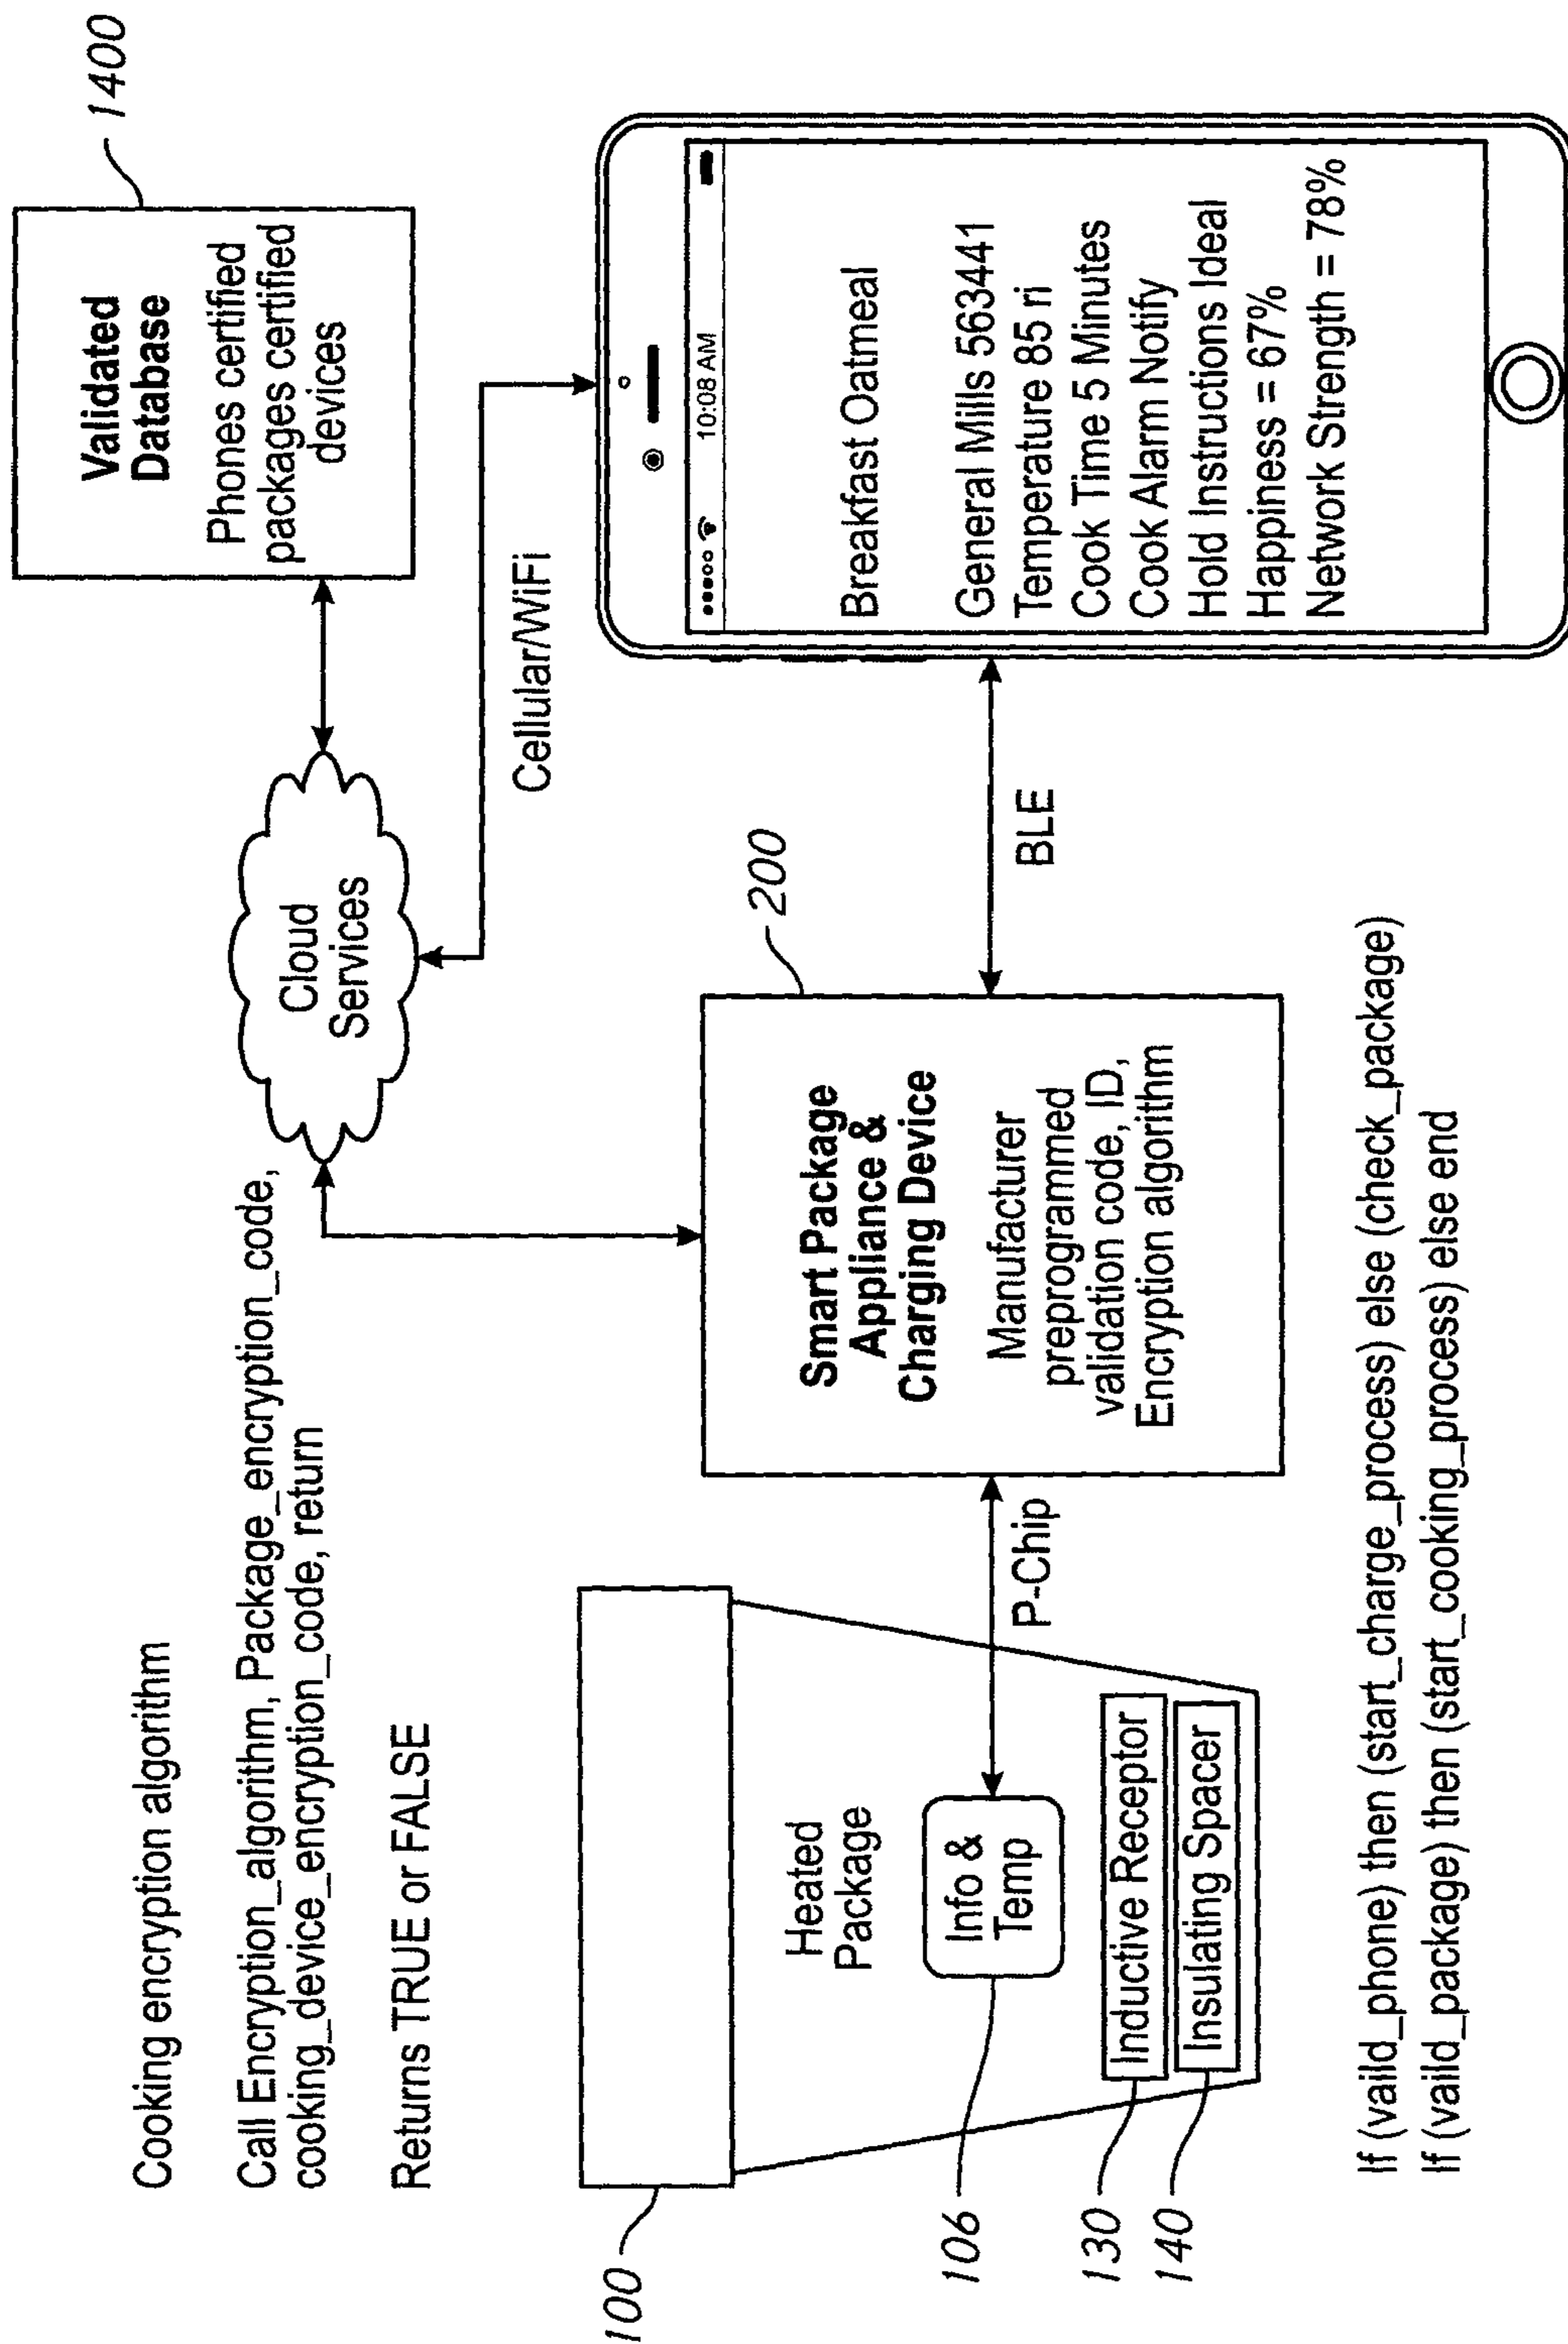 Cooking encryption algorithm
Call Encryption_algorithm, Package_encryption_code,
cooking_device_encryption_code, return
Returns TRUE or FALSE
Validated
Database
Phones certified
packages certified
devices
1400
Cloud
Services
Cellular/WiFi
100
Heated
Package
Info &
Temp
106
Inductive Receptor
130
Insulating Spacer
140
P-Chip
200
Smart Package
Appliance &
Charging Device
Manufacturer
preprogrammed
validation code, ID,
Encryption algorithm
BLE
10:08 AM
Breakfast Oatmeal
General Mills 563441
Temperature 85 ri
Cook Time 5 Minutes
Cook Alarm Notify
Hold Instructions Ideal
Happiness = 67%
Network Strength = 78%
If (vaild_phone) then (start_charge_process) else (check_package)
If (vaild_package) then (start_cooking_process) else end